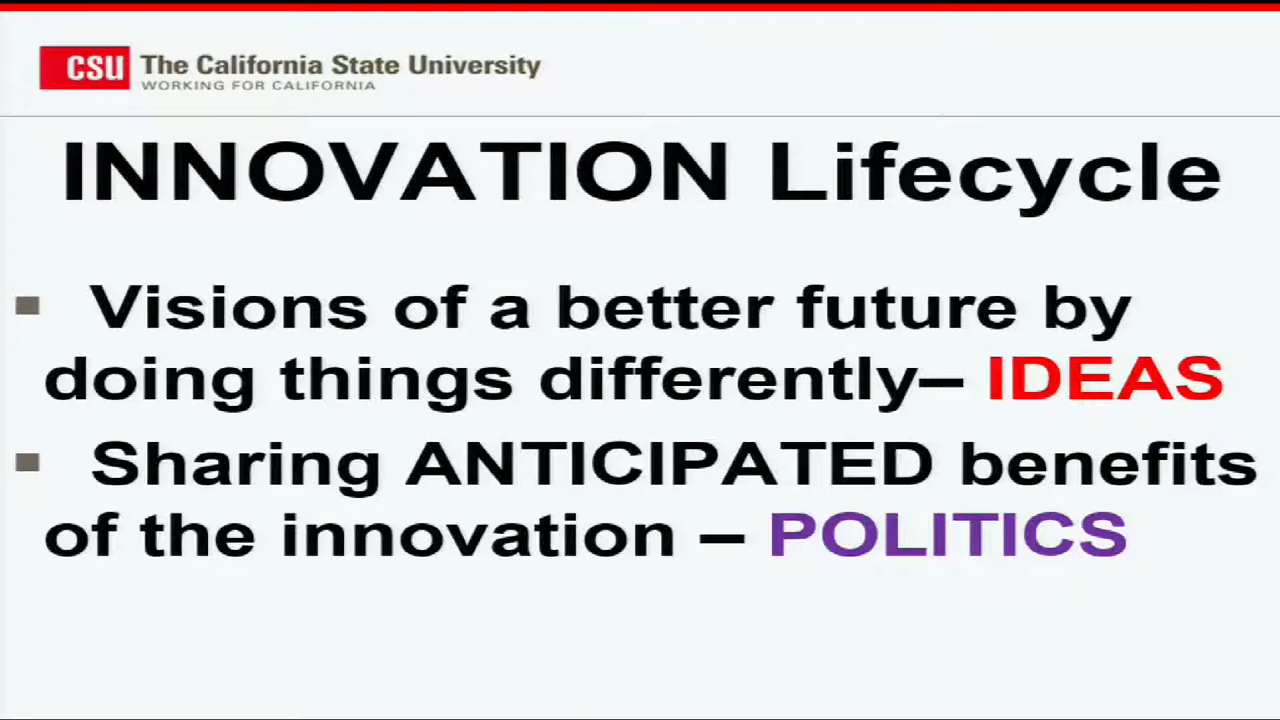 CSU The California State University
WORKING FOR CALIFORNIA
INNOVATION Lifecycle
▪ Visions of a better future by
doing things differently– IDEAS
▪ Sharing ANTICIPATED benefits
of the innovation – POLITICS